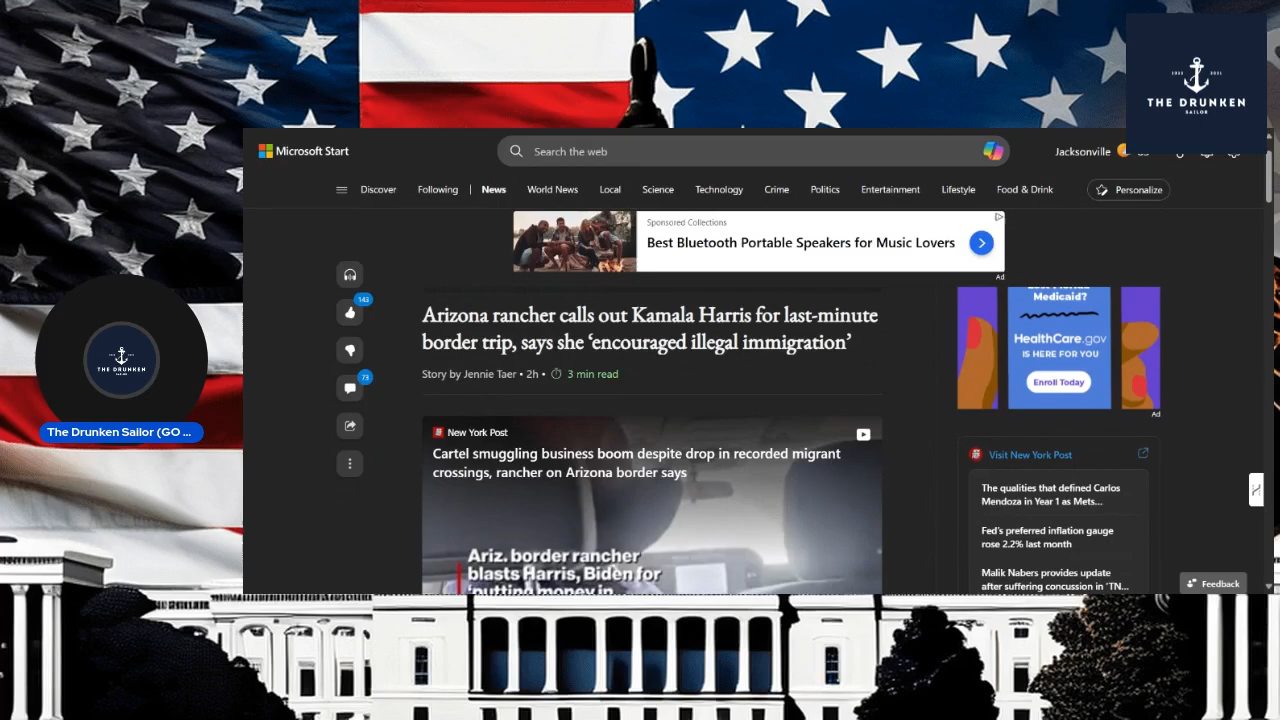 THE DRUNKEN
SAILOR
Microsoft Start
Search the web
Jacksonville
Discover
Following
News
World News
Local
Science
Technology
Crime
Politics
Entertainment
Lifestyle
Food & Drink
Personalize
Sponsored Collections
Best Bluetooth Portable Speakers for Music Lovers
Ad
143
73
Arizona rancher calls out Kamala Harris for last-minute
border trip, says she ‘encouraged illegal immigration’
Story by Jennie Taer • 2h • 3 min read
New York Post
Cartel smuggling business boom despite drop in recorded migrant
crossings, rancher on Arizona border says
Ariz. border rancher
blasts Harris, Biden for
'putting money in
Medicaid?
HealthCare.gov
IS HERE FOR YOU
Enroll Today
Ad
Visit New York Post
The qualities that defined Carlos
Mendoza in Year 1 as Mets...
Fed's preferred inflation gauge
rose 2.2% last month
Malik Nabers provides update
after suffering concussion in 'TN...
Feedback
THE DRUNKEN
The Drunken Sailor (GO ...